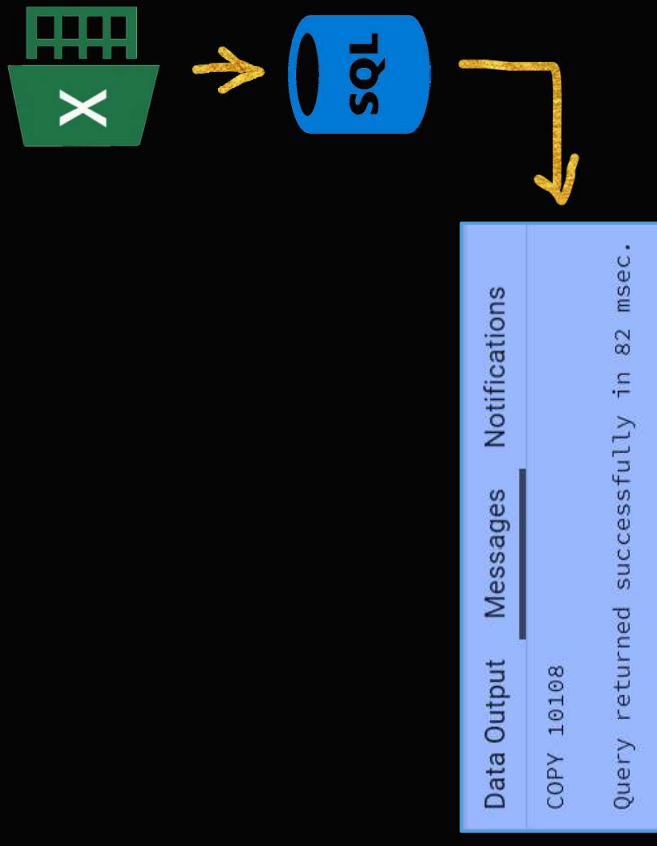 X
SQL
Data Output Messages Notifications
COPY 10108
Query returned successfully in 82 msec.